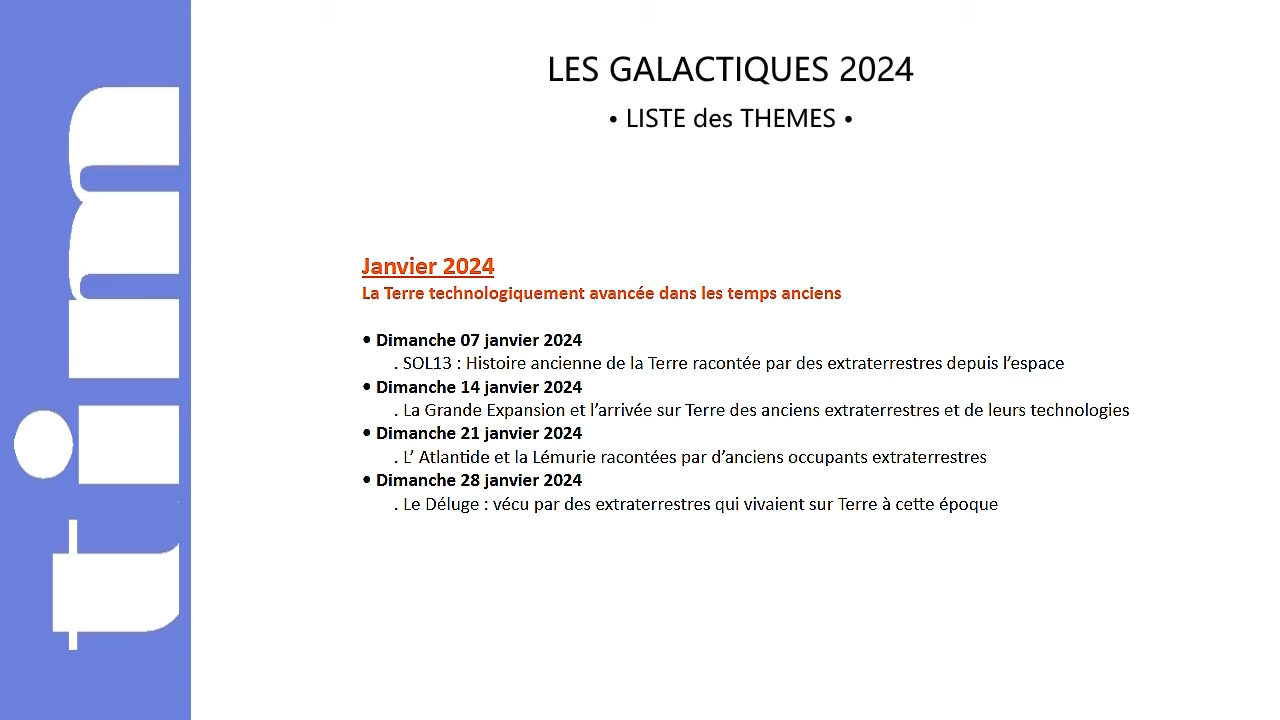 tim
LES GALACTIQUES 2024
• LISTE des THEMES •
Janvier 2024
La Terre technologiquement avancée dans les temps anciens
• Dimanche 07 janvier 2024
. SOL13 : Histoire ancienne de la Terre racontée par des extraterrestres depuis l’espace
• Dimanche 14 janvier 2024
. La Grande Expansion et l’arrivée sur Terre des anciens extraterrestres et de leurs technologies
• Dimanche 21 janvier 2024
. L’ Atlantide et la Lémurie racontées par d’anciens occupants extraterrestres
• Dimanche 28 janvier 2024
. Le Déluge : vécu par des extraterrestres qui vivaient sur Terre à cette époque